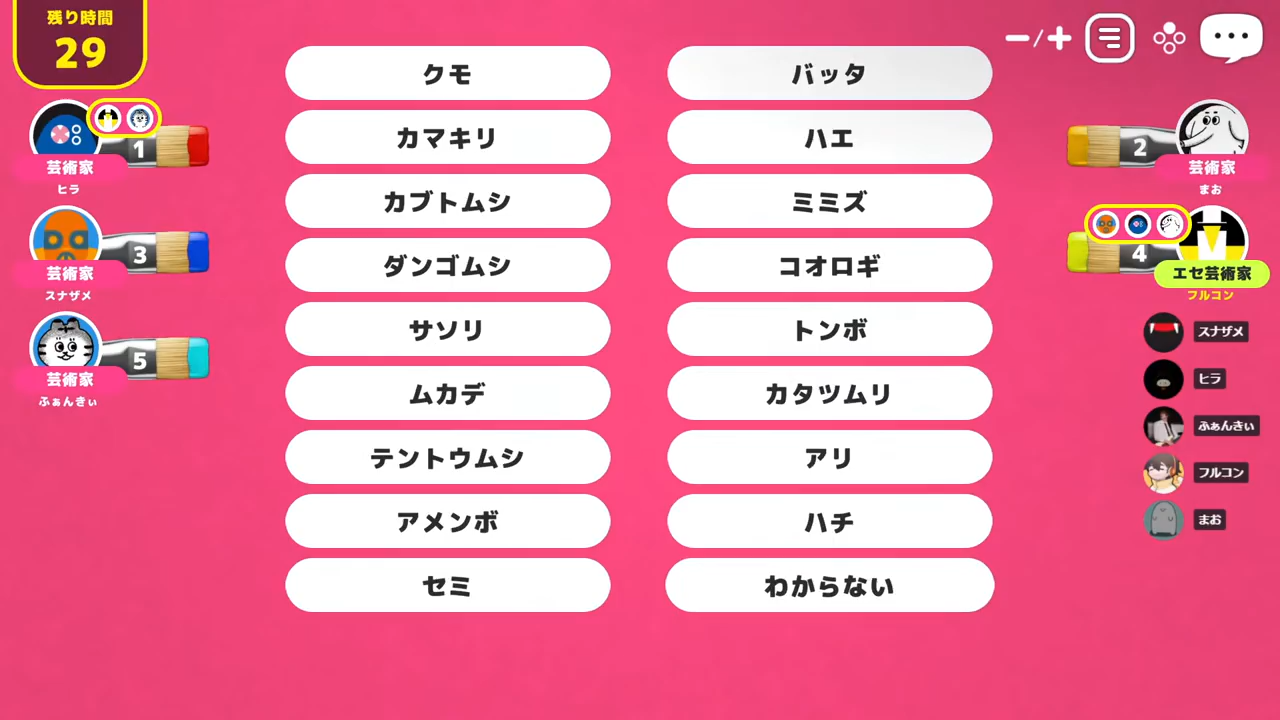 残り時間
29
−/+
クモ
バッタ
カマキリ
ハエ
カブトムシ
ミミズ
ダンゴムシ
コオロギ
サソリ
トンボ
ムカデ
カタツムリ
テントウムシ
アリ
アメンボ
ハチ
セミ
わからない
1
芸術家
ヒラ
3
芸術家
スナザメ
5
芸術家
ふぁんきぃ
2
芸術家
まお
4
エセ芸術家
フルコン
スナザメ
ヒラ
ふぁんきぃ
フルコン
まお